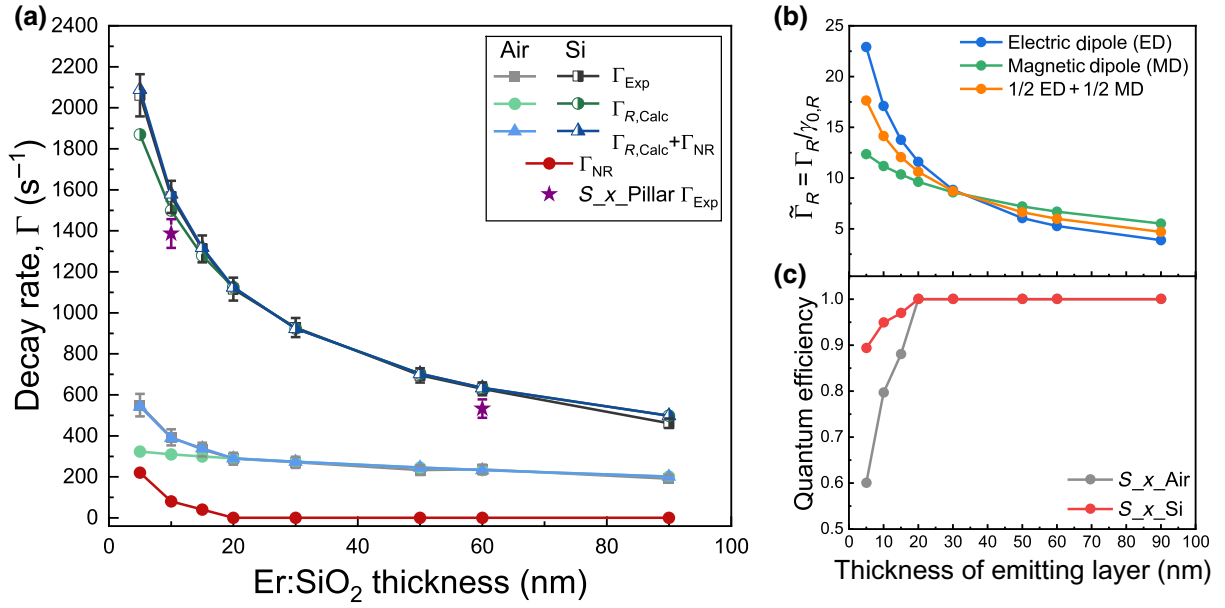 (a)
2400
2200
2000
1800
1600
1400
1200
1000
800
600
400
200
0
Decay rate, Γ (s⁻¹)
0 20 40 60 80 100
Er:SiO₂ thickness (nm)
Air Si
Γ_Exp
Γ_R,Calc
Γ_R,Calc+Γ_NR
Γ_NR
S_x_Pillar Γ_Exp
(b)
25
20
15
10
5
Γ̃_R = Γ_R/γ_0,R
Electric dipole (ED)
Magnetic dipole (MD)
1/2 ED + 1/2 MD
(c)
1.0
0.9
0.8
0.7
0.6
0.5
Quantum efficiency
S_x_Air
S_x_Si
0 10 20 30 40 50 60 70 80 90 100
Thickness of emitting layer (nm)